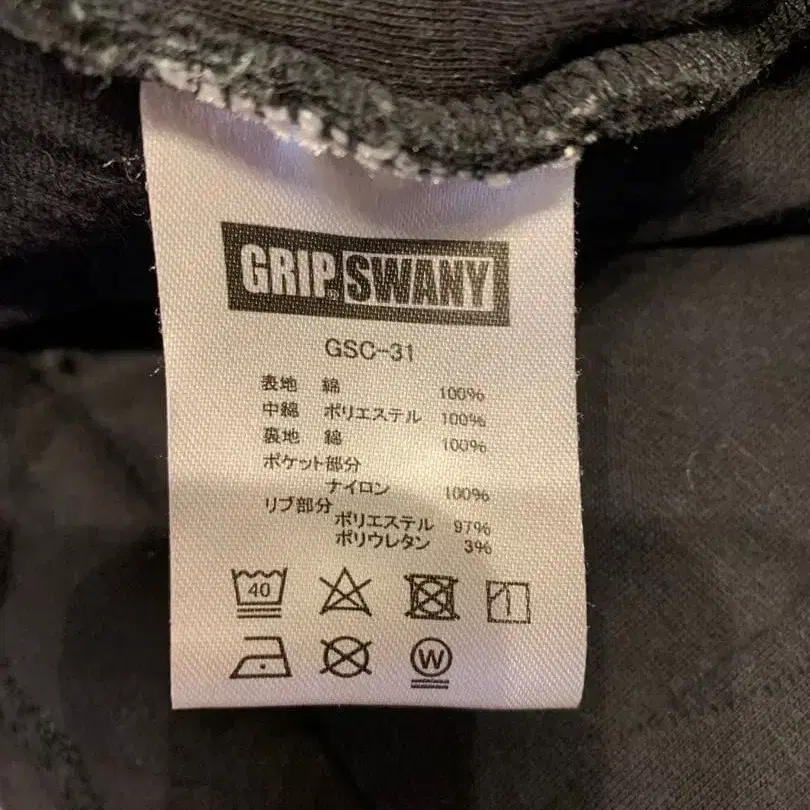 GRIP SWANY
GSC-31
表地 綿 100%
中綿 ポリエステル 100%
裏地 綿 100%
ポケット部分
ナイロン 100%
リブ部分
ポリエステル 97%
ポリウレタン 3%
40
W